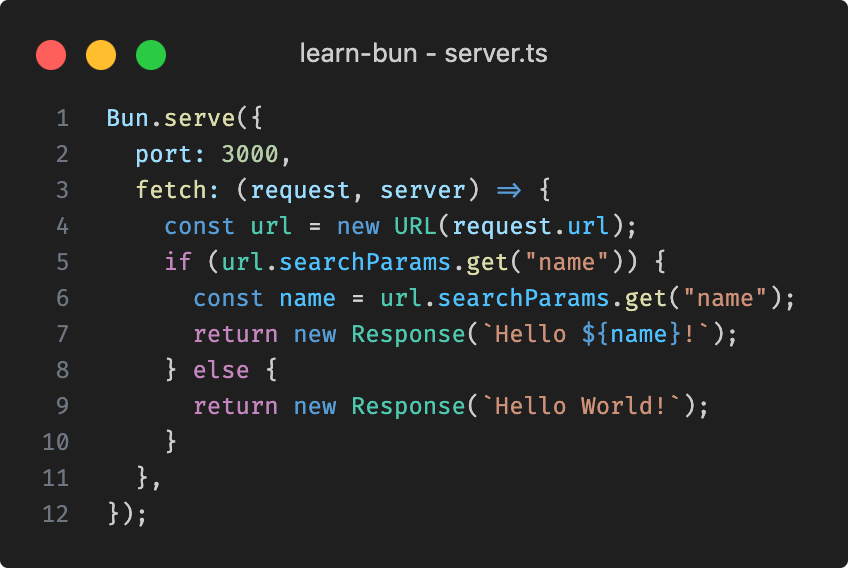 learn-bun - server.ts
1 Bun.serve({
2   port: 3000,
3   fetch: (request, server) => {
4     const url = new URL(request.url);
5     if (url.searchParams.get("name")) {
6       const name = url.searchParams.get("name");
7       return new Response(`Hello ${name}!`);
8     } else {
9       return new Response(`Hello World!`);
10     }
11   },
12 });